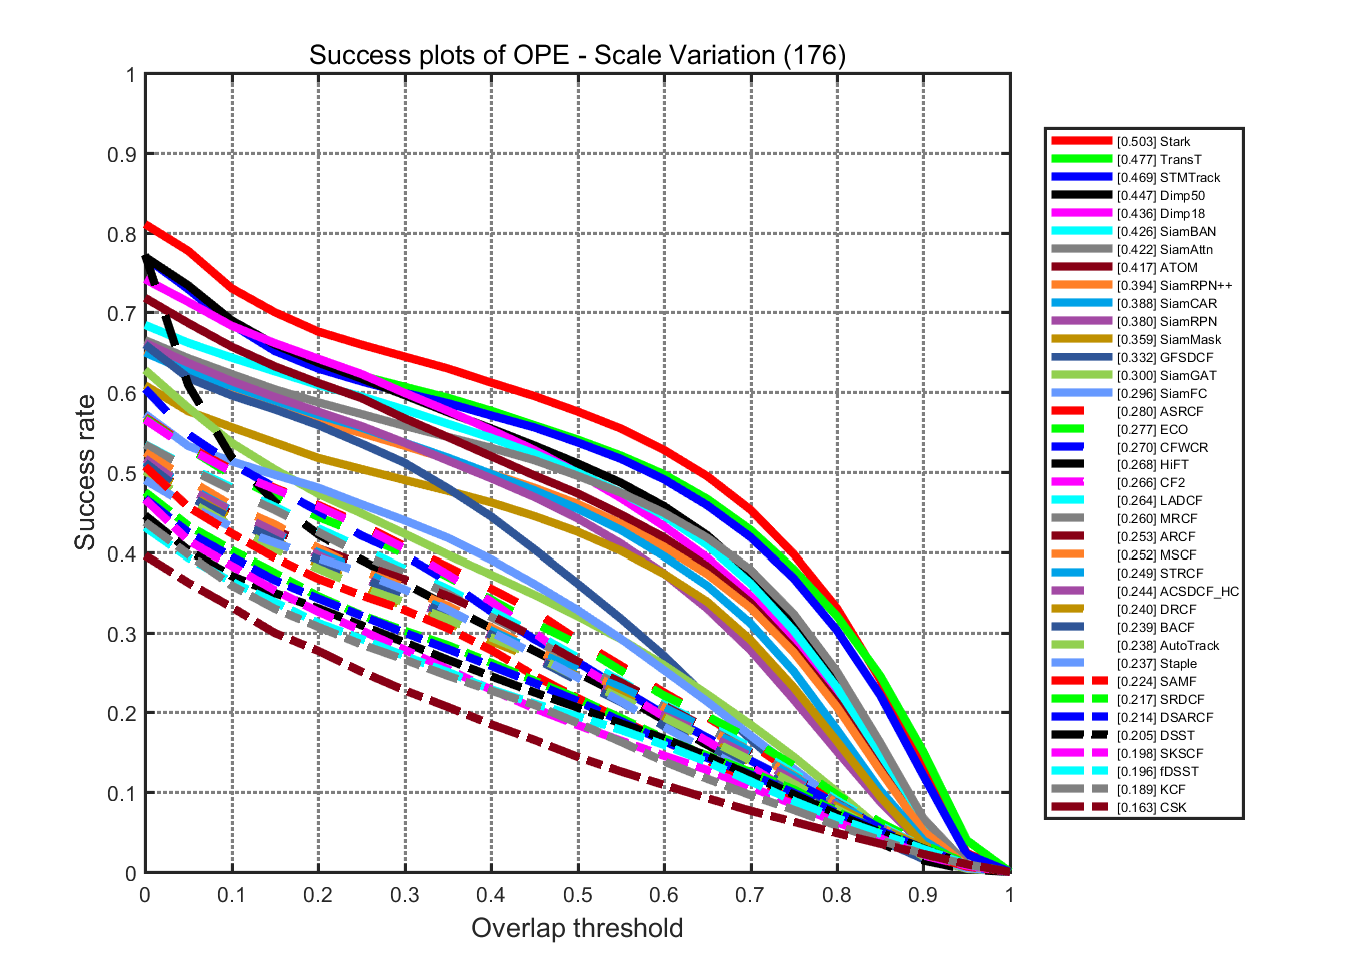 Success plots of OPE - Scale Variation (176)
1
0.9
0.8
0.7
0.6
0.5
0.4
0.3
0.2
0.1
0
Success rate
0 0.1 0.2 0.3 0.4 0.5 0.6 0.7 0.8 0.9 1
Overlap threshold
[0.503] Stark
[0.477] TransT
[0.469] STMTrack
[0.447] Dimp50
[0.436] Dimp18
[0.426] SiamBAN
[0.422] SiamAttn
[0.417] ATOM
[0.394] SiamRPN++
[0.388] SiamCAR
[0.380] SiamRPN
[0.359] SiamMask
[0.332] GFSDCF
[0.300] SiamGAT
[0.296] SiamFC
[0.280] ASRCF
[0.277] ECO
[0.270] CFWCR
[0.268] HiFT
[0.266] CF2
[0.264] LADCF
[0.260] MRCF
[0.253] ARCF
[0.252] MSCF
[0.249] STRCF
[0.244] ACSDCF_HC
[0.240] DRCF
[0.239] BACF
[0.238] AutoTrack
[0.237] Staple
[0.224] SAMF
[0.217] SRDCF
[0.214] DSARCF
[0.205] DSST
[0.198] SKSCF
[0.196] fDSST
[0.189] KCF
[0.163] CSK